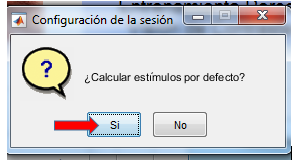 Configuración de la sesión
¿Calcular estímulos por defecto?
Si
No